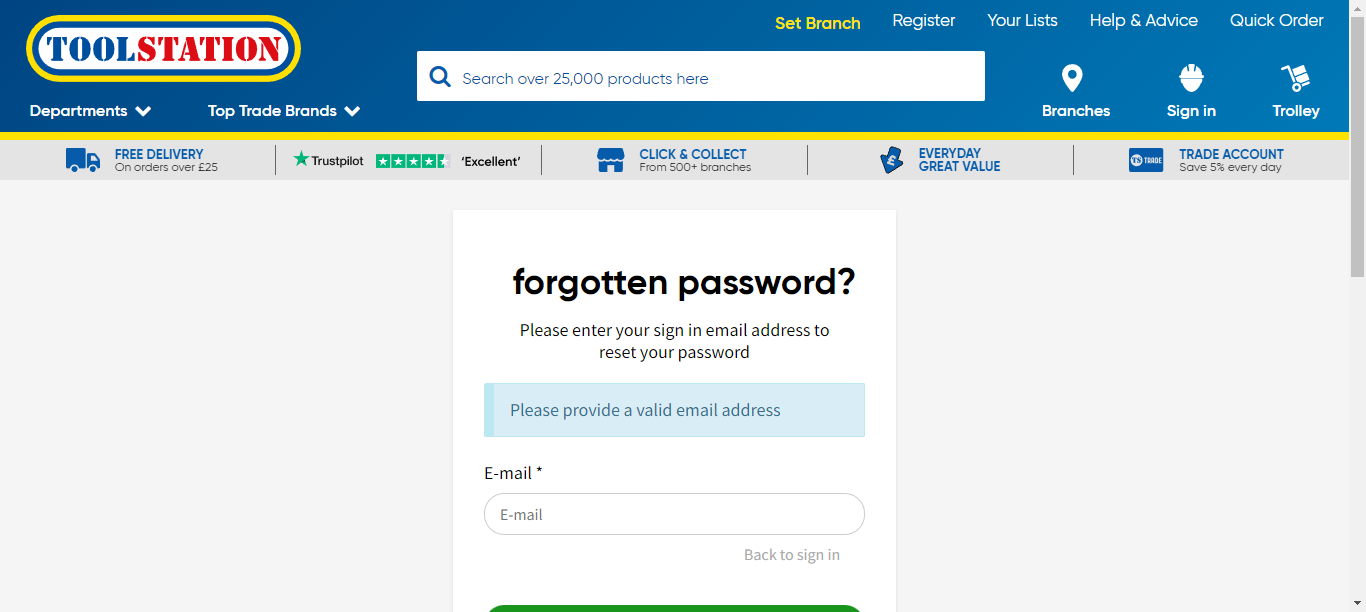 Set Branch
Register
Your Lists
Help & Advice
Quick Order
TOOLSTATION
Search over 25,000 products here
Departments
Top Trade Brands
Branches
Sign in
Trolley
FREE DELIVERY
On orders over £25
Trustpilot
'Excellent'
CLICK & COLLECT
From 500+ branches
£
EVERYDAY
GREAT VALUE
TS TRADE
TRADE ACCOUNT
Save 5% every day
forgotten password?
Please enter your sign in email address to
reset your password
Please provide a valid email address
E-mail *
E-mail
Back to sign in